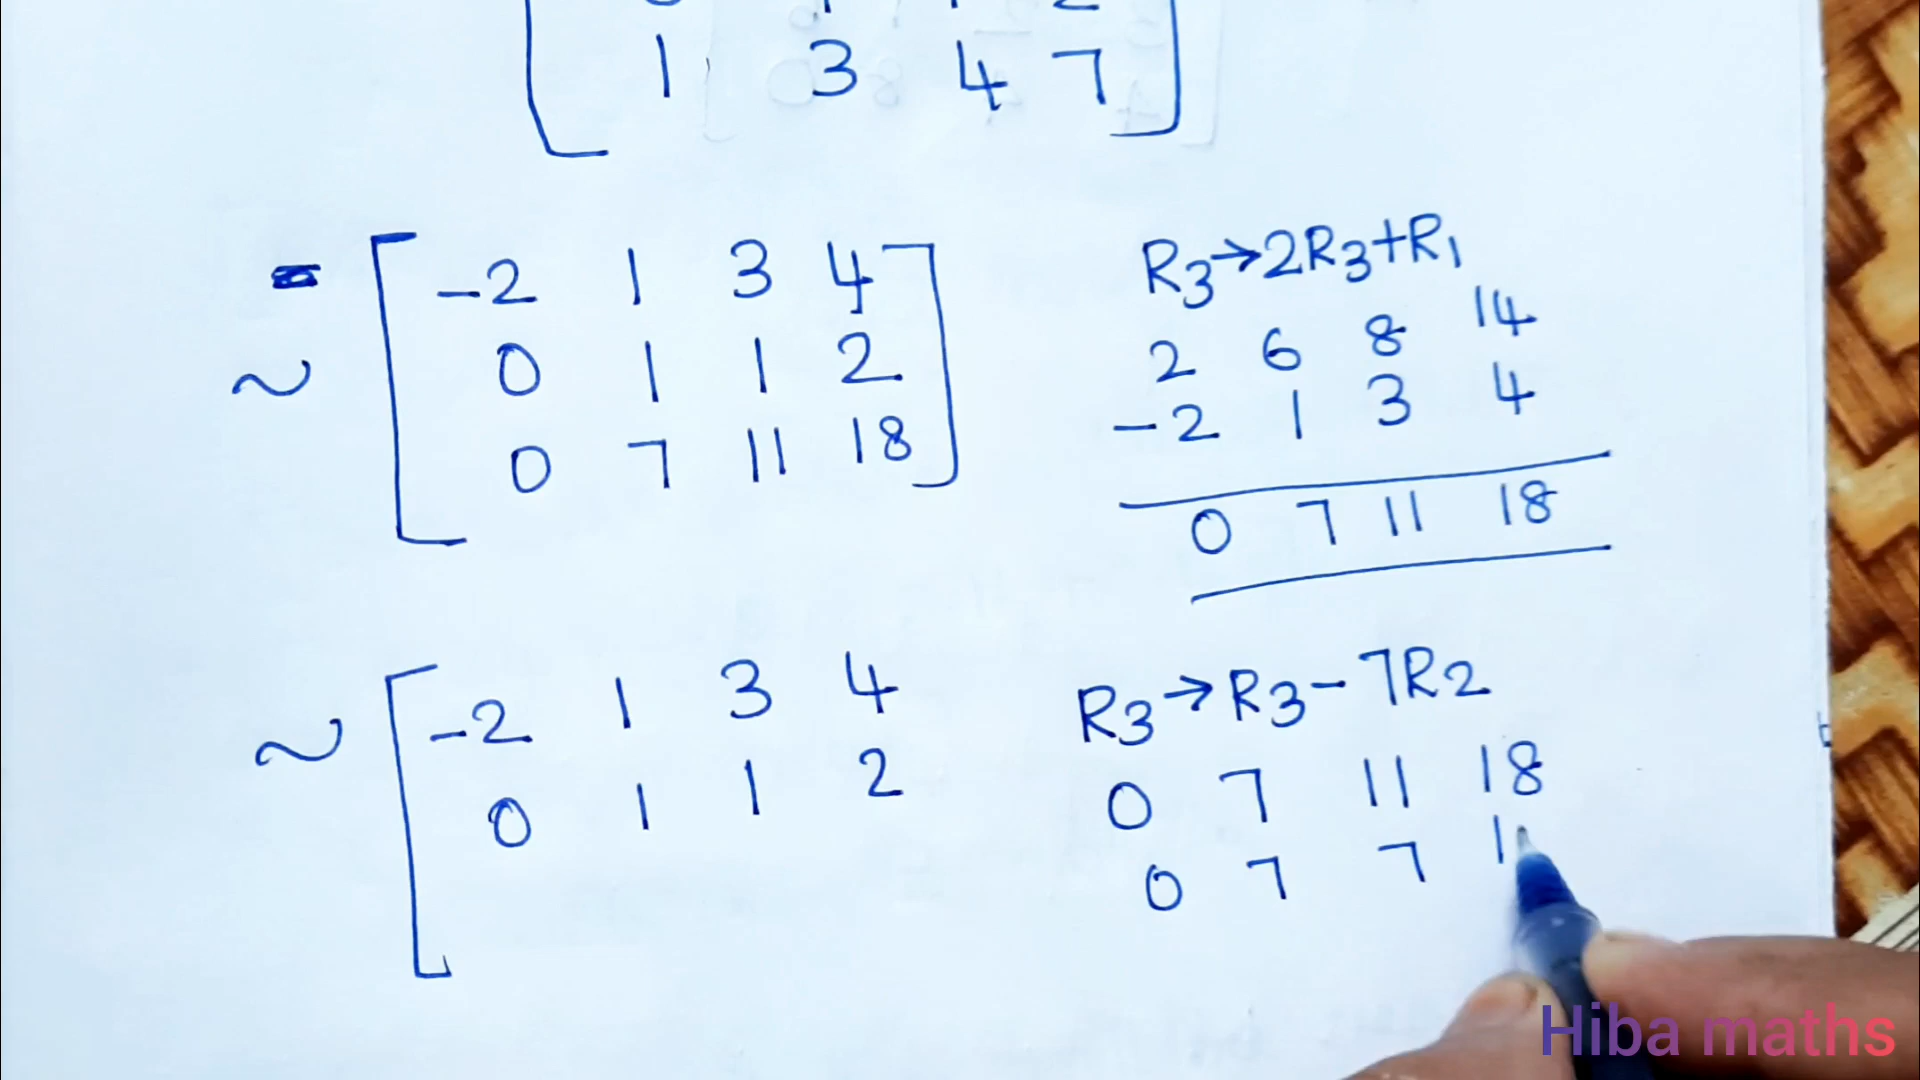 1 3 4 7
= -2 1 3 4
~ 0 1 1 2
0 7 11 18
R3→2R3+R1
2 6 8 14
-2 1 3 4
0 7 11 18
~ -2 1 3 4
0 1 1 2
R3→R3-7R2
0 7 11 18
0 7 7 1
Hiba maths